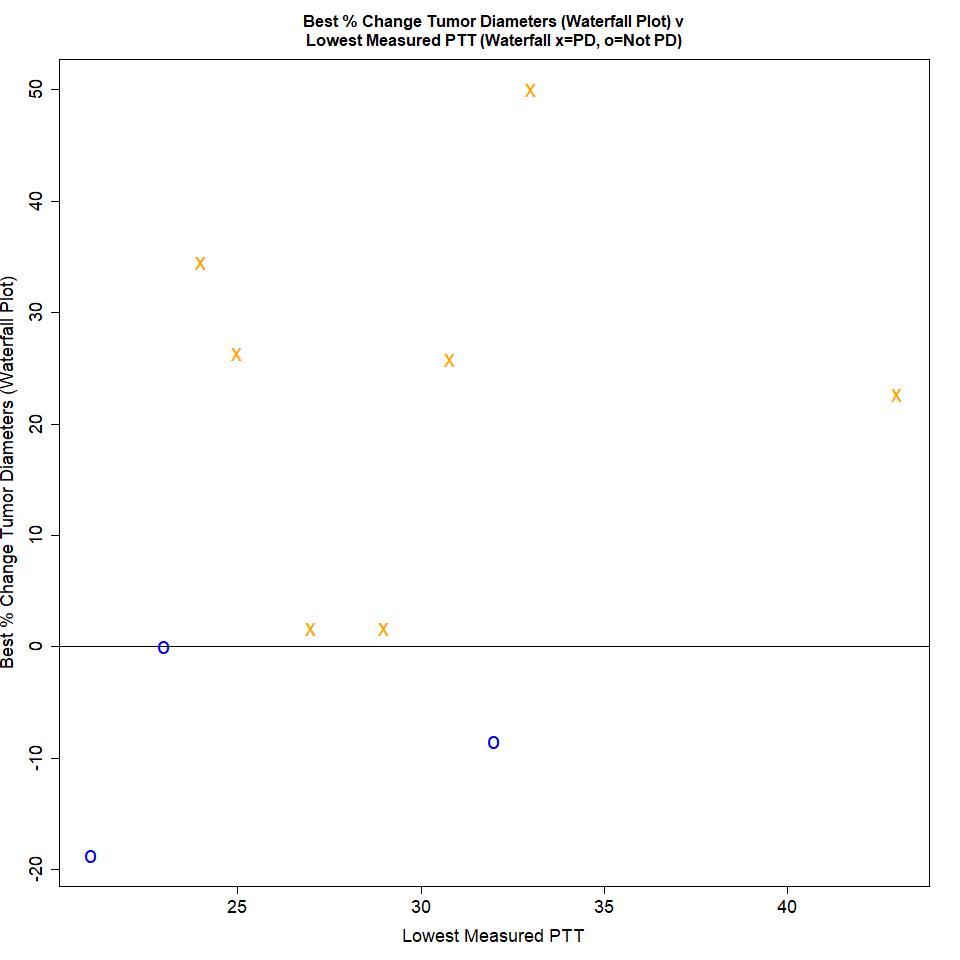 Best % Change Tumor Diameters (Waterfall Plot) v
Lowest Measured PTT (Waterfall x=PD, o=Not PD)
50
40
30
20
10
0
-10
-20
Best % Change Tumor Diameters (Waterfall Plot)
X
X
X
X
X
X
X
O
O
O
25
30
35
40
Lowest Measured PTT